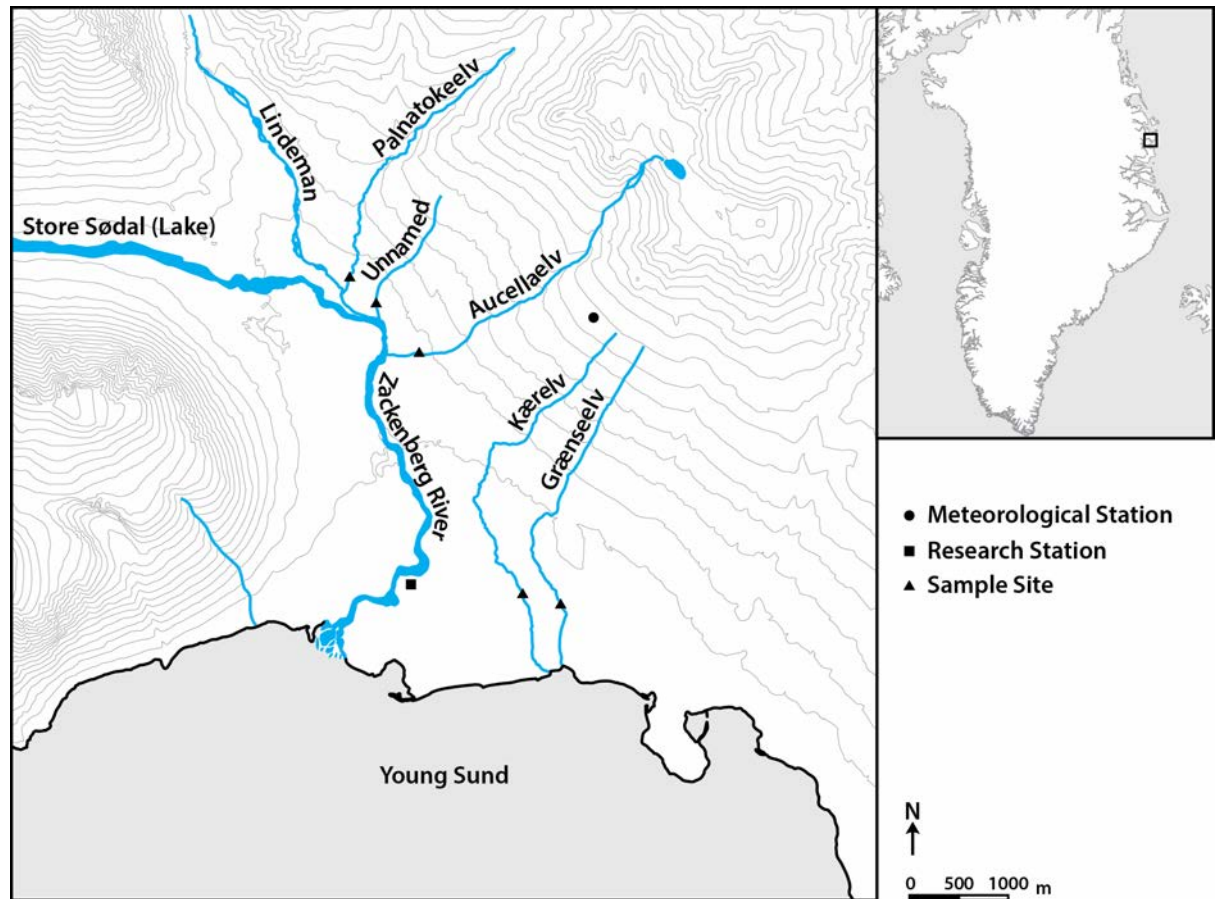 Lindeman
Palnatokeelv
Store Sødal (Lake)
Unnamed
Aucellaelv
Zackenberg River
Kærelv
Grænseelv
Young Sund
Meteorological Station
Research Station
Sample Site
N
0 500 1000 m